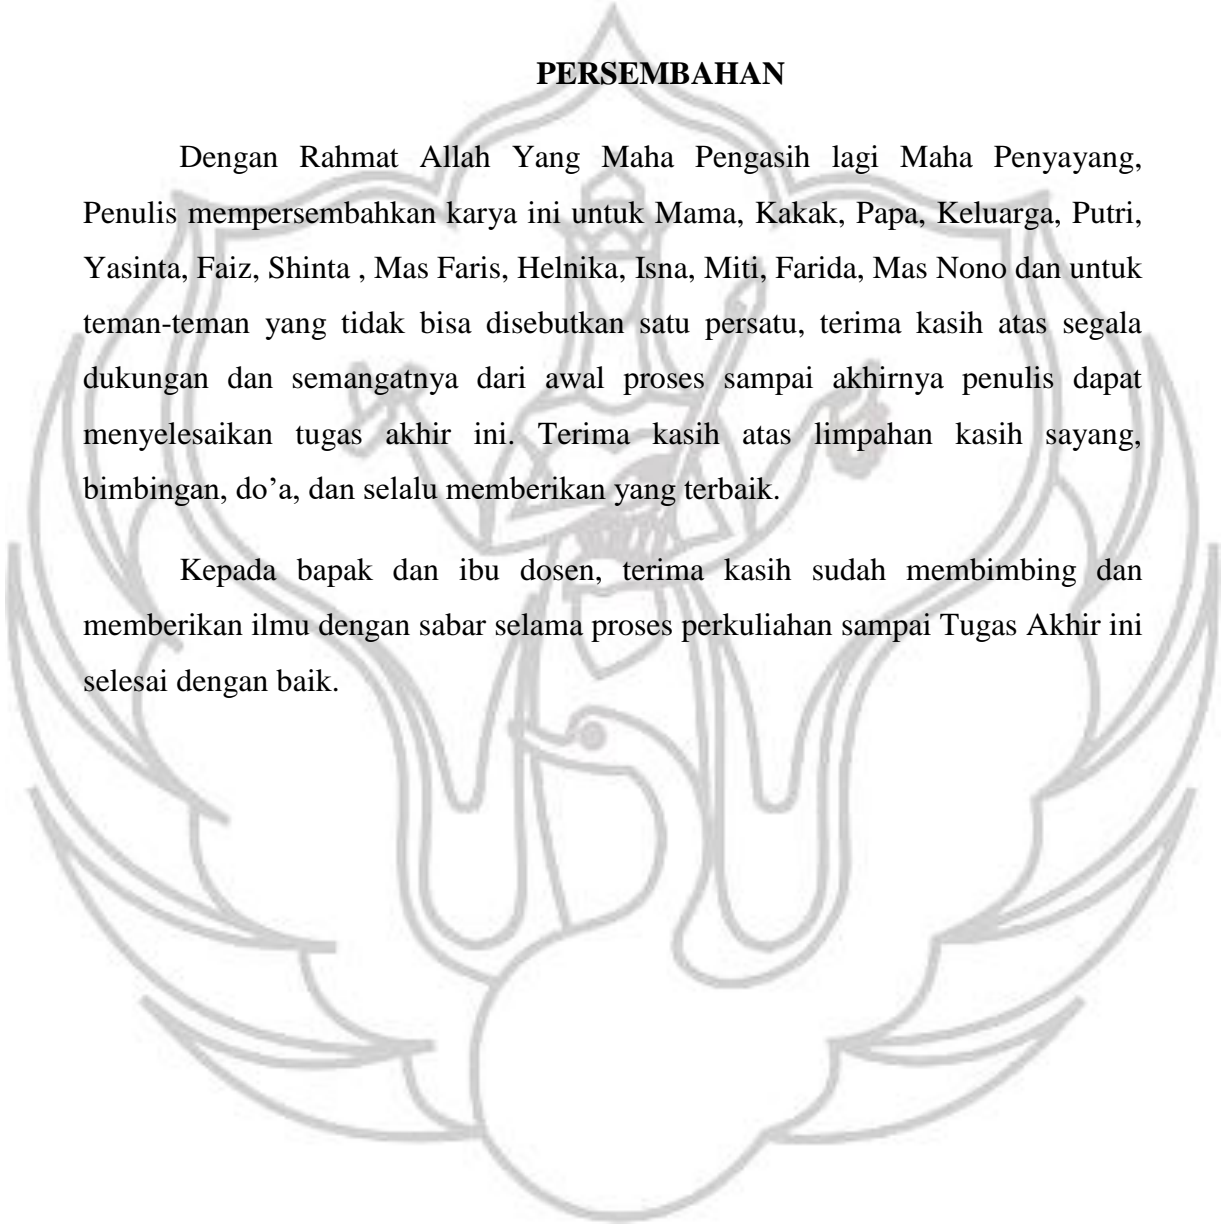 PERSEMBAHAN
Dengan Rahmat Allah Yang Maha Pengasih lagi Maha Penyayang,
Penulis mempersembahkan karya ini untuk Mama, Kakak, Papa, Keluarga, Putri,
Yasinta, Faiz, Shinta , Mas Faris, Helnika, Isna, Miti, Farida, Mas Nono dan untuk
teman-teman yang tidak bisa disebutkan satu persatu, terima kasih atas segala
dukungan dan semangatnya dari awal proses sampai akhirnya penulis dapat
menyelesaikan tugas akhir ini. Terima kasih atas limpahan kasih sayang,
bimbingan, do’a, dan selalu memberikan yang terbaik.
Kepada bapak dan ibu dosen, terima kasih sudah membimbing dan
memberikan ilmu dengan sabar selama proses perkuliahan sampai Tugas Akhir ini
selesai dengan baik.